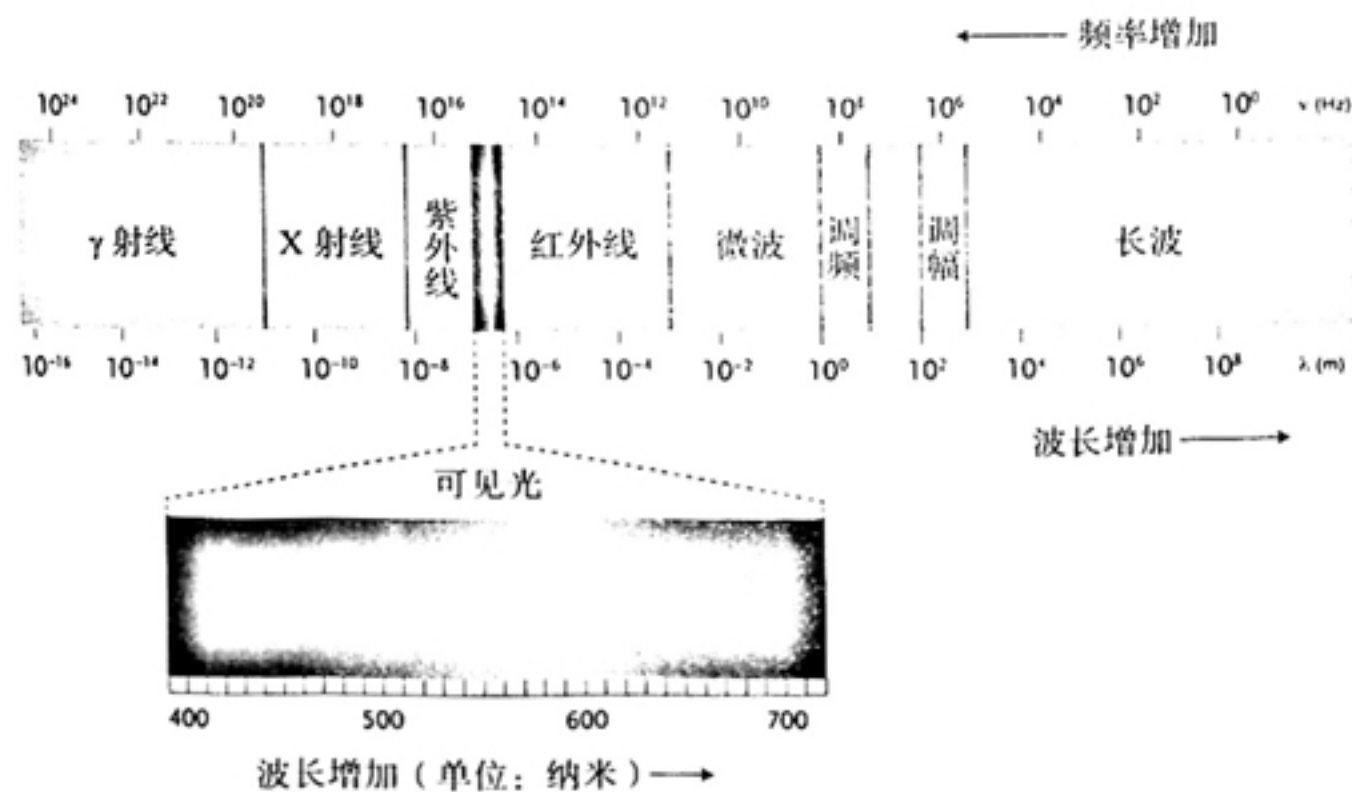 ← 频率增加
10²⁴ 10²² 10²⁰ 10¹⁸ 10¹⁶ 10¹⁴ 10¹² 10¹⁰ 10⁸ 10⁶ 10⁴ 10² 10⁰ ν (Hz)
γ射线 X射线 紫外线 红外线 微波 调频 调幅 长波
10⁻¹⁶ 10⁻¹⁴ 10⁻¹² 10⁻¹⁰ 10⁻⁸ 10⁻⁶ 10⁻⁴ 10⁻² 10⁰ 10² 10⁴ 10⁶ 10⁸ λ (m)
波长增加 →
可见光
400 500 600 700
波长增加(单位:纳米)→